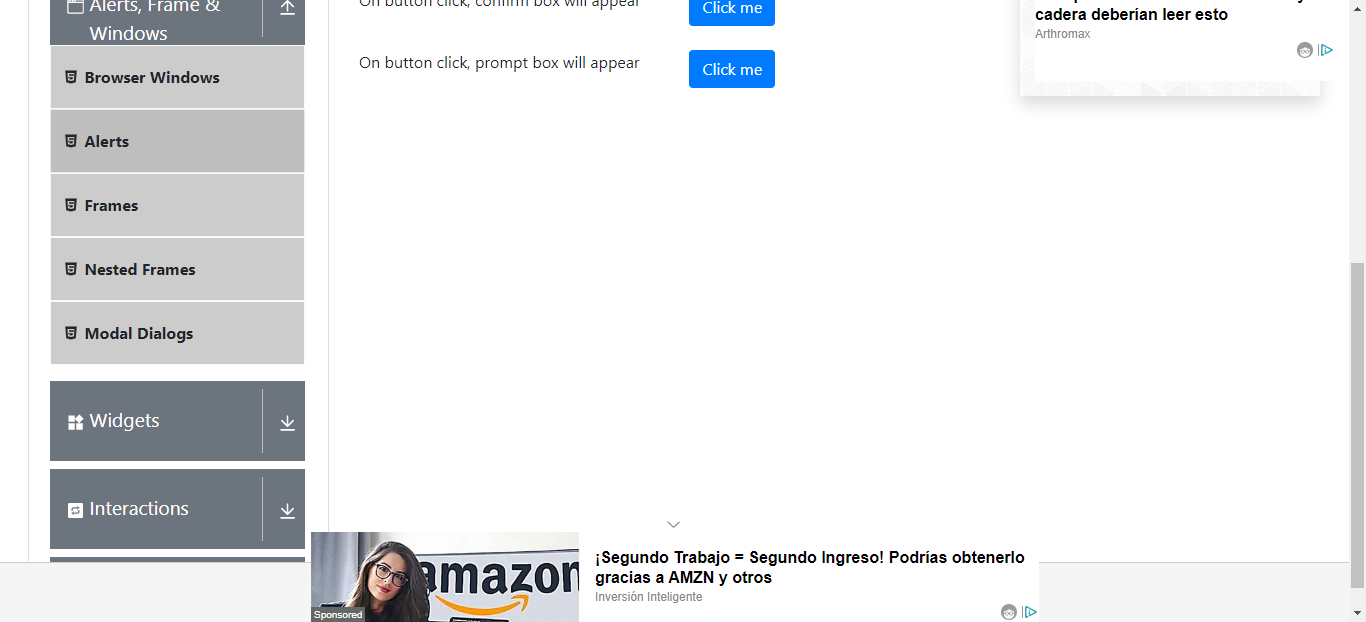 Alerts, Frame &
Windows
Browser Windows
Alerts
Frames
Nested Frames
Modal Dialogs
Widgets
Interactions
On button click, confirm box will appear
Click me
On button click, prompt box will appear
Click me
cadera deberían leer esto
Arthromax
amazon
Sponsored
¡Segundo Trabajo = Segundo Ingreso! Podrías obtenerlo
gracias a AMZN y otros
Inversión Inteligente